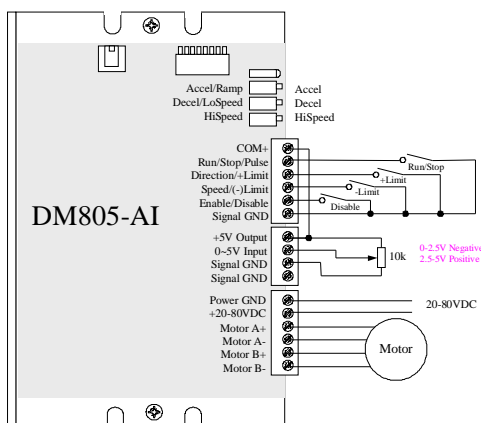 Accel/Ramp Accel
Decel/LoSpeed Decel
HiSpeed HiSpeed
COM+
Run/Stop/Pulse
Run/Stop
Direction/+Limit
+Limit
Speed/(-)Limit
-Limit
Enable/Disable
Disable
Signal GND
DM805-AI
+5V Output
0~5V Input
Signal GND
Signal GND
10k
0-2.5V Negative
2.5-5V Positive
Power GND
+20-80VDC
20-80VDC
Motor A+
Motor A-
Motor B+
Motor B-
Motor